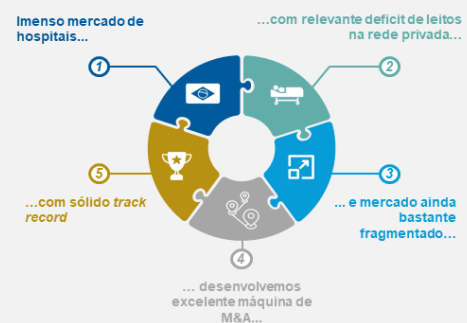 Imenso mercado de
hospitais...
1
...com relevante deficit de leitos
na rede privada...
2
3
... e mercado ainda
bastante
fragmentado...
4
... desenvolvemos
excelente máquina de
M&A...
5
...com sólido track
record